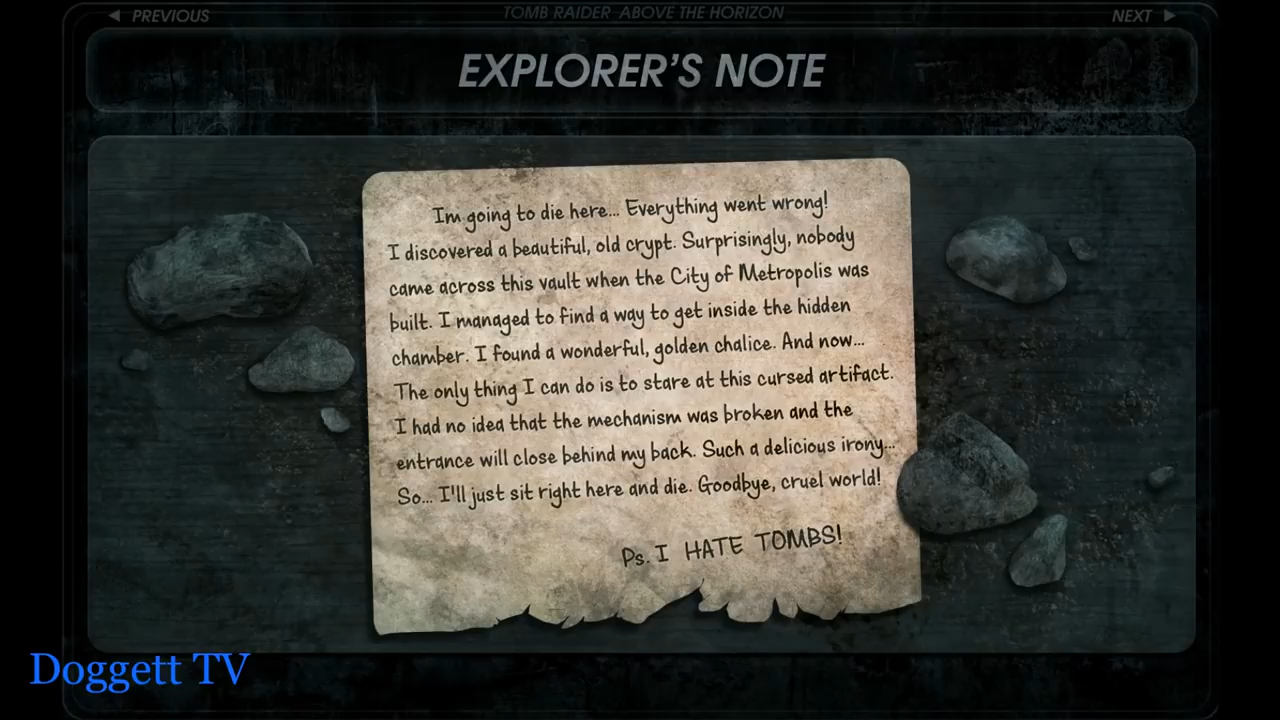 PREVIOUS
TOMB RAIDER ABOVE THE HORIZON
NEXT
EXPLORER'S NOTE
Im going to die here... Everything went wrong!
I discovered a beautiful, old crypt. Surprisingly, nobody
came across this vault when the City of Metropolis was
built. I managed to find a way to get inside the hidden
chamber. I found a wonderful, golden chalice. And now...
The only thing I can do is to stare at this cursed artifact.
I had no idea that the mechanism was broken and the
entrance will close behind my back. Such a delicious irony...
So... I'll just sit right here and die. Goodbye, cruel world!
Ps. I HATE TOMBS!
Doggett TV